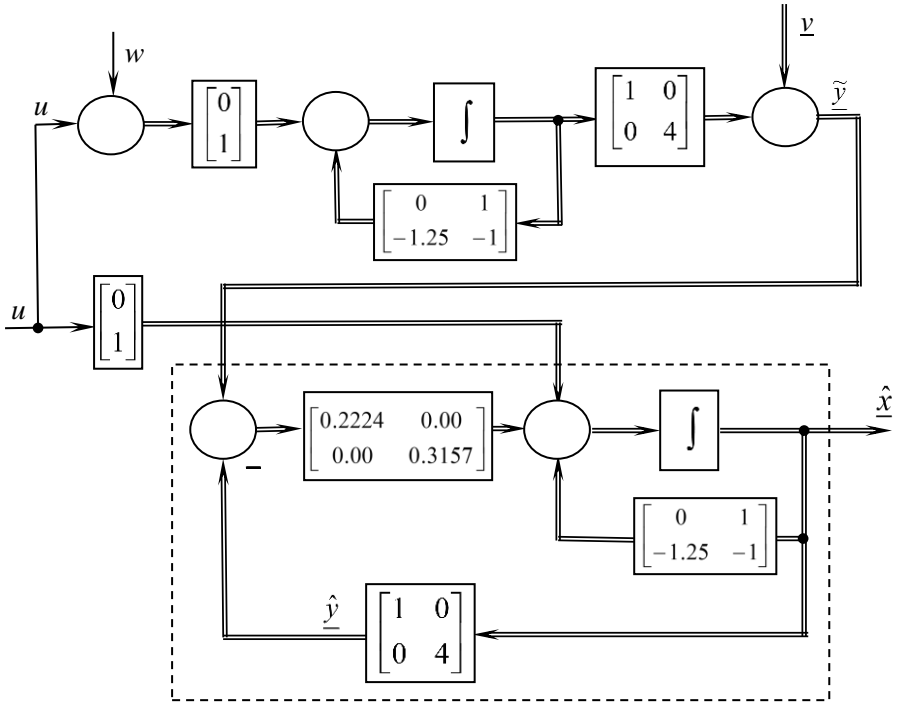 v
w
u
[0
1]
∫
[1 0
0 4]
ỹ
[0 1
−1.25 −1]
u
[0
1]
x̂
[0.2224 0.00
0.00 0.3157]
∫
−
[0 1
−1.25 −1]
ŷ
[1 0
0 4]